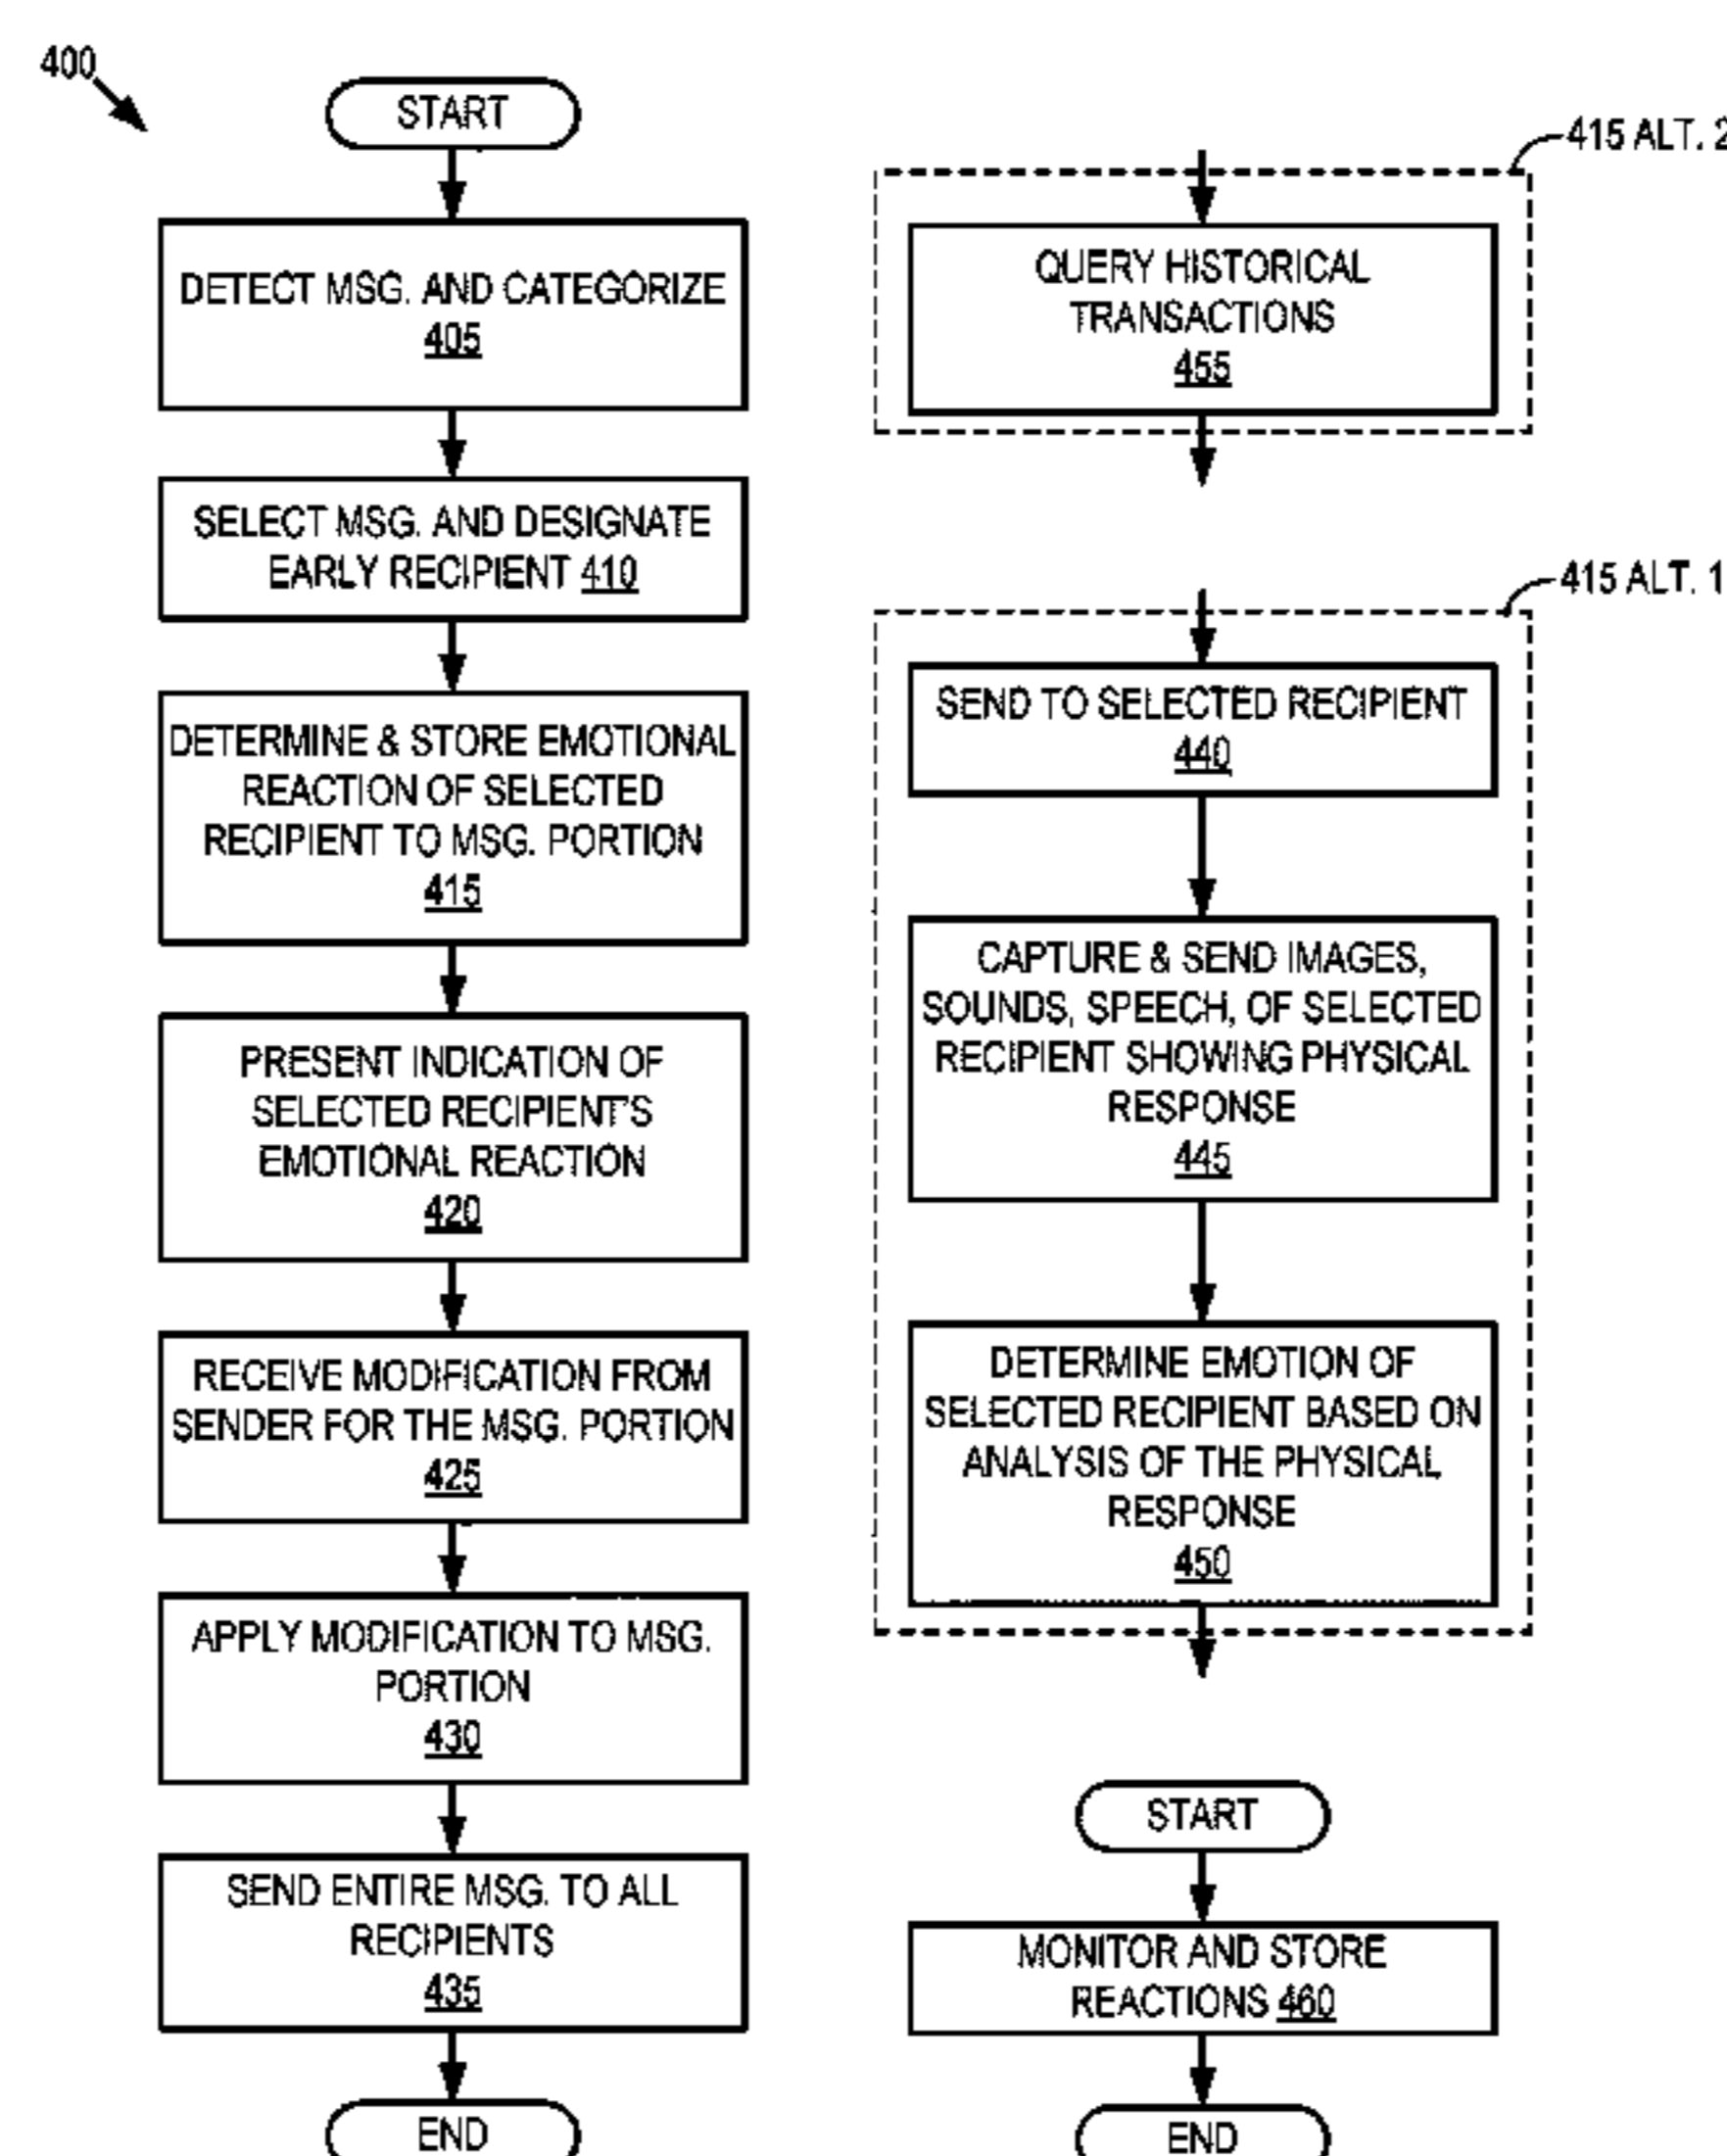 400
START
DETECT MSG. AND CATEGORIZE
405
SELECT MSG. AND DESIGNATE
EARLY RECIPIENT 410
DETERMINE & STORE EMOTIONAL
REACTION OF SELECTED
RECIPIENT TO MSG. PORTION
415
PRESENT INDICATION OF
SELECTED RECIPIENT'S
EMOTIONAL REACTION
420
RECEIVE MODIFICATION FROM
SENDER FOR THE MSG. PORTION
425
APPLY MODIFICATION TO MSG.
PORTION
430
SEND ENTIRE MSG. TO ALL
RECIPIENTS
435
END
415 ALT. 2
QUERY HISTORICAL
TRANSACTIONS
455
415 ALT. 1
SEND TO SELECTED RECIPIENT
440
CAPTURE & SEND IMAGES,
SOUNDS, SPEECH, OF SELECTED
RECIPIENT SHOWING PHYSICAL
RESPONSE
445
DETERMINE EMOTION OF
SELECTED RECIPIENT BASED ON
ANALYSIS OF THE PHYSICAL
RESPONSE
450
START
MONITOR AND STORE
REACTIONS 460
END